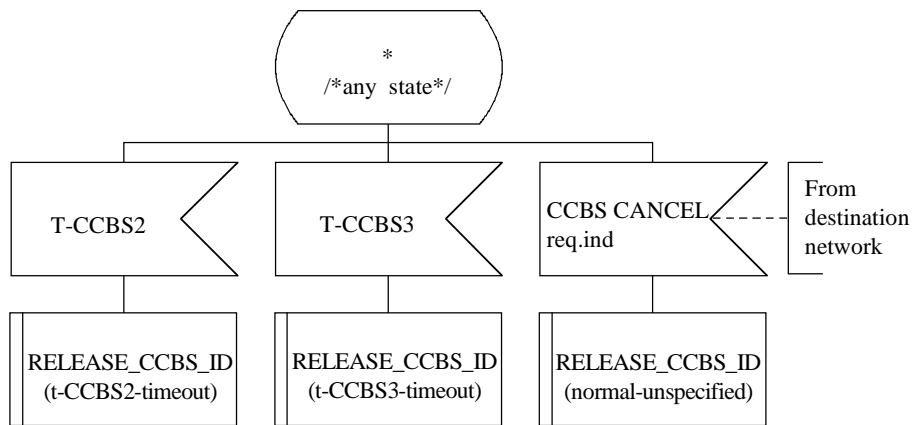 *
/*any state*/
T-CCBS2
T-CCBS3
CCBS CANCEL
req.ind
From
destination
network
RELEASE_CCBS_ID
(t-CCBS2-timeout)
RELEASE_CCBS_ID
(t-CCBS3-timeout)
RELEASE_CCBS_ID
(normal-unspecified)